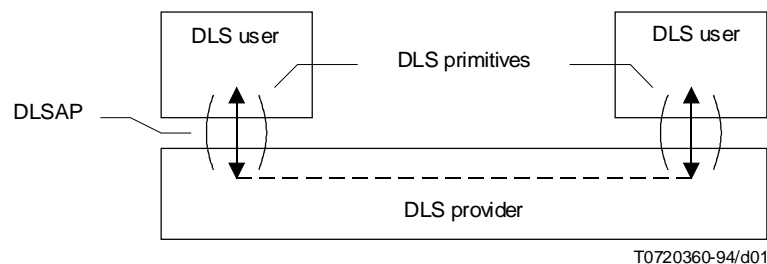 DLS user
DLS user
DLS primitives
DLSAP
DLS provider
T0720360-94/d01